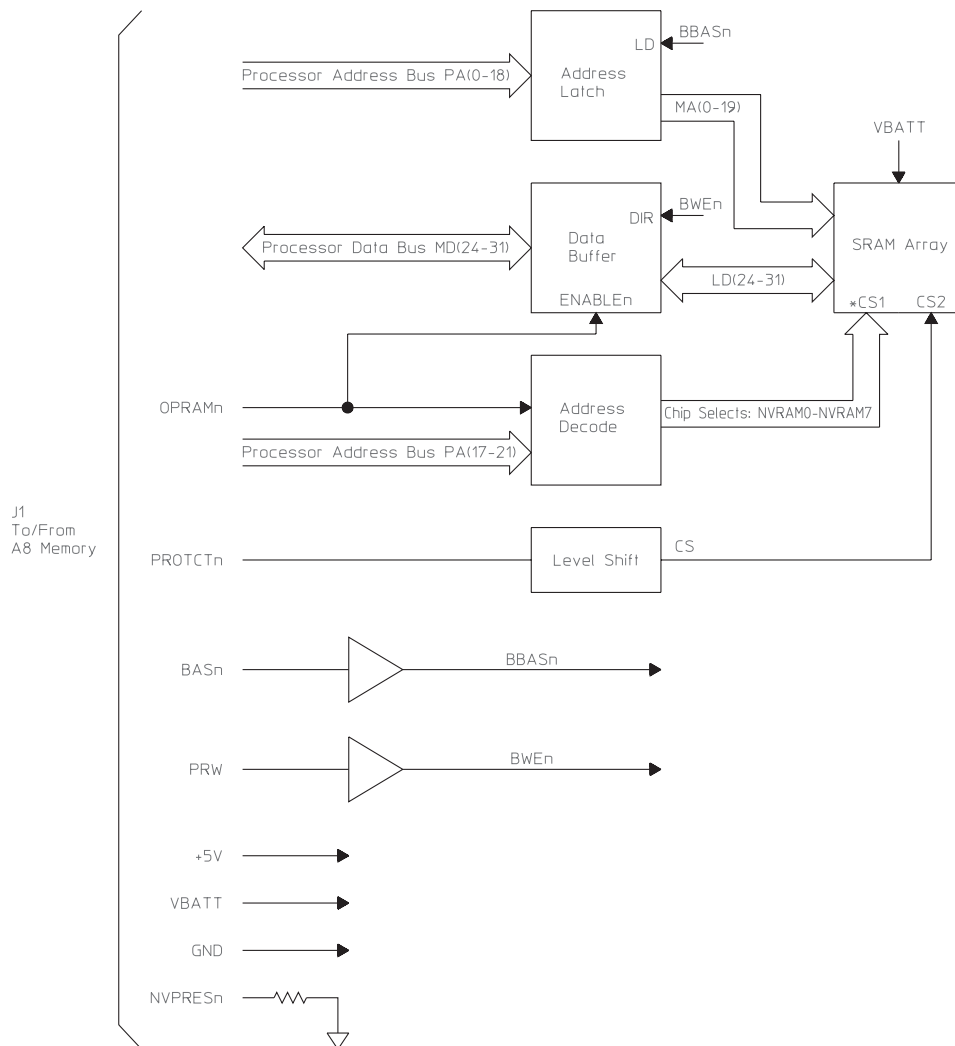 BBASn
LD
Processor Address Bus PA(0-18)
Address
Latch
MA(0-19)
VBATT
BWEn
DIR
Processor Data Bus MD(24-31)
Data
Buffer
SRAM Array
LD(24-31)
ENABLEn
*CS1 CS2
OPRAMn
Address
Decode
Chip Selects: NVRAM0-NVRAM7
Processor Address Bus PA(17-21)
J1
To/From
A8 Memory
PROTCTn
Level Shift
CS
BASn
BBASn
PRW
BWEn
+5V
VBATT
GND
NVPRESn